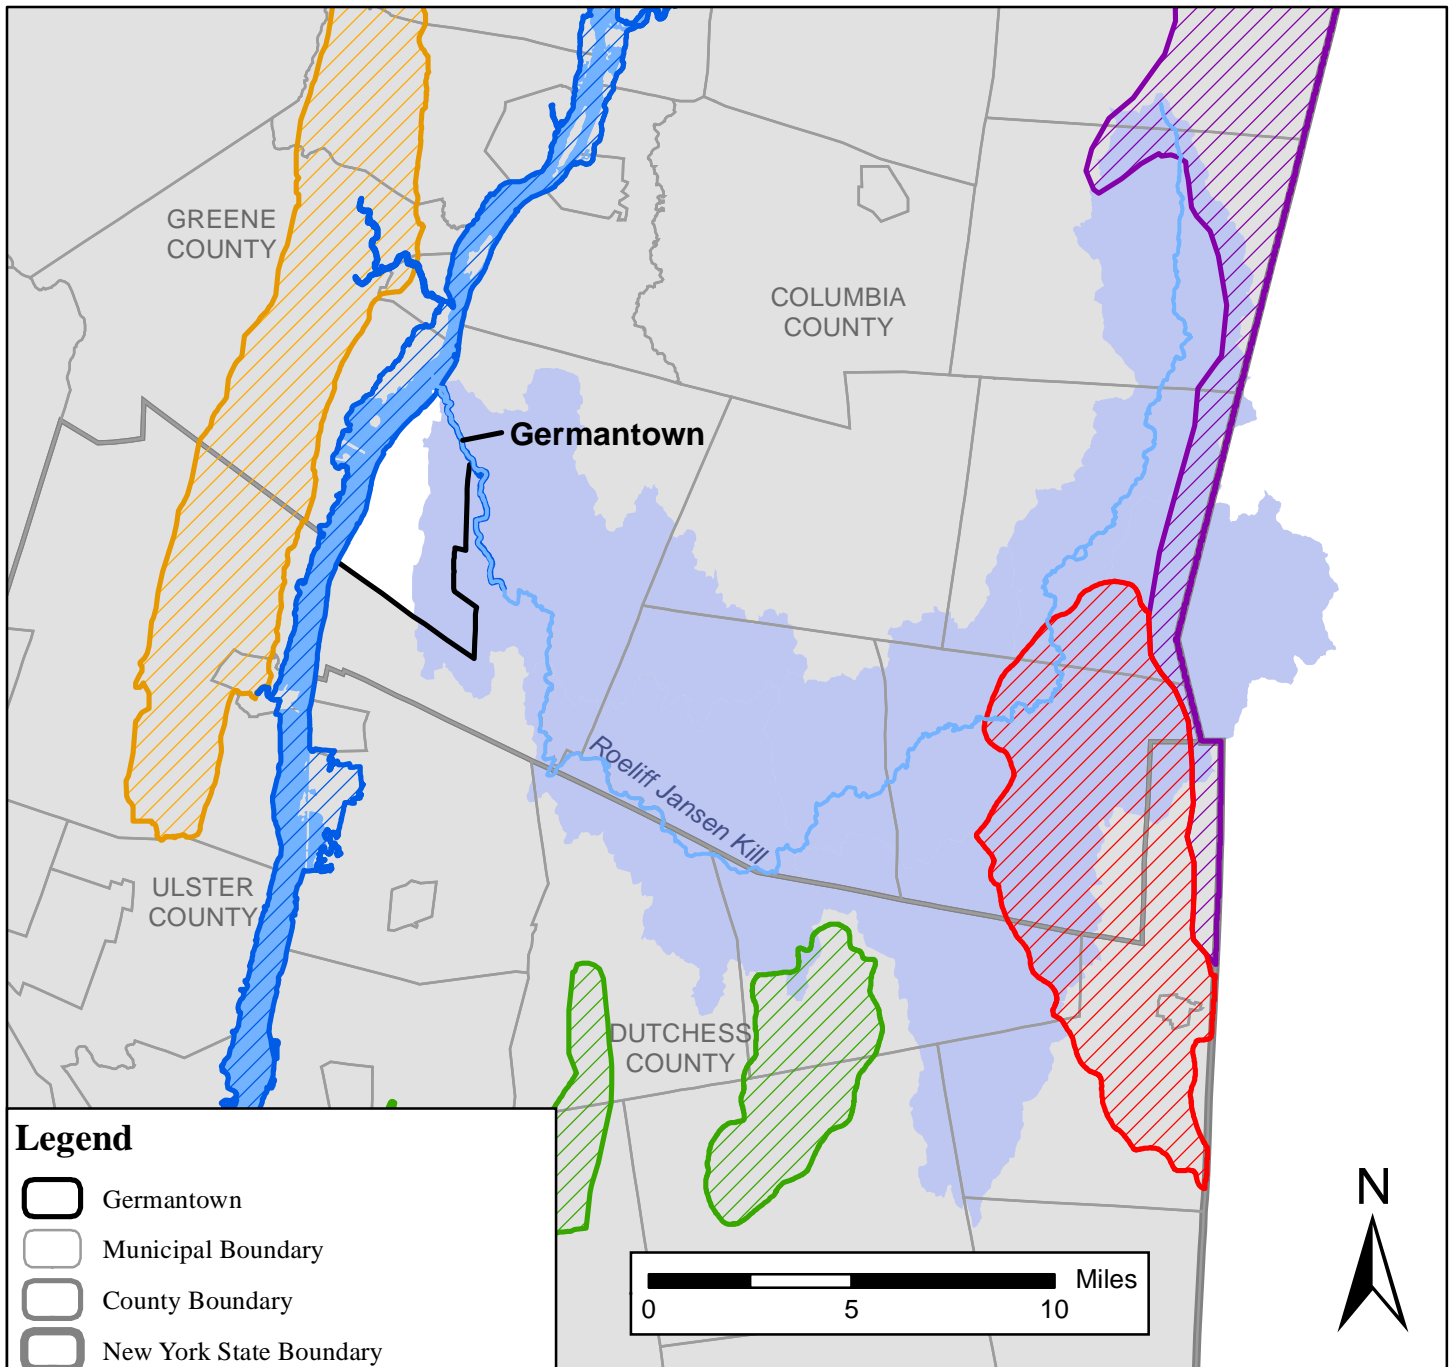 GREENE
COUNTY
COLUMBIA
COUNTY
Germantown
Roeliff Jansen Kill
ULSTER
COUNTY
DUTCHESS
COUNTY
Legend
Germantown
Municipal Boundary
County Boundary
New York State Boundary
Miles
0 5 10
N